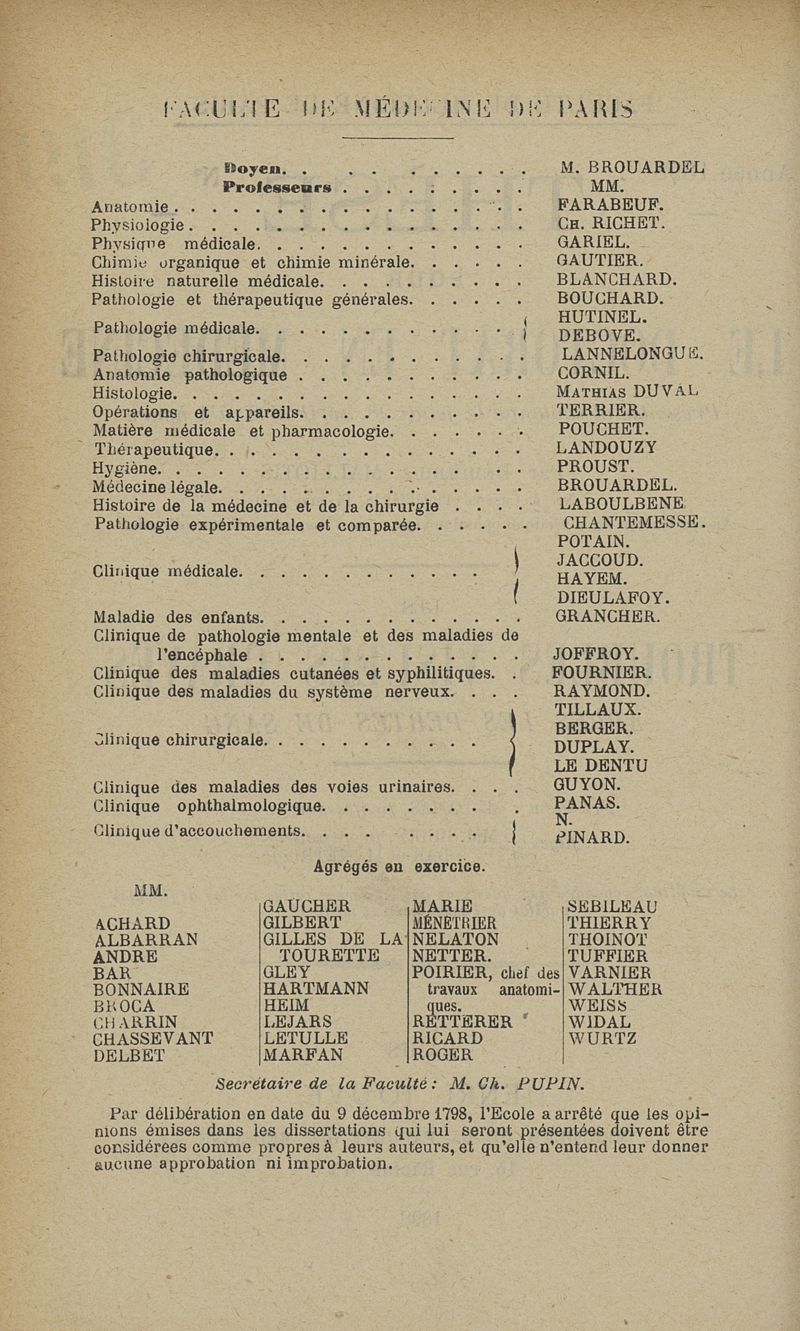 FACULTE DE MÉDECINE DE PARIS
Doyen. . . . . . . . . . M. BROUARDEL
Professeurs . . . . . . . . . MM.
Anatomie . . . . . . . . . . . . . . . . FARABEUF.
Physiologie . . . . . . . . . . . . . . . . CH. RICHET.
Physique médicale. . . . . . . . . . . . . GARIEL.
Chimie organique et chimie minérale. . . . . . GAUTIER.
Histoire naturelle médicale. . . . . . . . . . BLANCHARD.
Pathologie et thérapeutique générales. . . . . . BOUCHARD.
Pathologie médicale. . . . . . . . . . . . { HUTINEL.
DEBOVE.
Pathologie chirurgicale. . . . . . . . . . . . LANNELONGUE.
Anatomie pathologique . . . . . . . . . . . CORNIL.
Histologie. . . . . . . . . . . . . . . . . MATHIAS DUVAL
Opérations et appareils. . . . . . . . . . . TERRIER.
Matière médicale et pharmacologie. . . . . . . POUCHET.
Thérapeutique. . . . . . . . . . . . . . . LANDOUZY
Hygiène. . . . . . . . . . . . . . . . PROUST.
Médecine légale. . . . . . . . . . . . . . . BROUARDEL.
Histoire de la médecine et de la chirurgie . . . . LABOULBENE
Pathologie expérimentale et comparée. . . . . . CHANTEMESSE.
POTAIN.
JACCOUD.
Clinique médicale. . . . . . . . . . . . { HAYEM.
DIEULAFOY.
Maladie des enfants. . . . . . . . . . . . . GRANCHER.
Clinique de pathologie mentale et des maladies de
l'encéphale . . . . . . . . . . . . . JOFFROY.
Clinique des maladies cutanées et syphilitiques. . FOURNIER.
Clinique des maladies du système nerveux. . . . RAYMOND.
TILLAUX.
BERGER.
Clinique chirurgicale. . . . . . . . . . . { DUPLAY.
LE DENTU
Clinique des maladies des voies urinaires. . . . GUYON.
Clinique ophthalmologique. . . . . . . . . PANAS.
N.
Clinique d'accouchements. . . . . . . . . { PINARD.
Agrégés en exercice.
MM.
ACHARD
ALBARRAN
ANDRE
BAR
BONNAIRE
BROCA
CHARRIN
CHASSEVANT
DELBET
GAUCHER
GILBERT
GILLES DE LA
TOURETTE
GLEY
HARTMANN
HEIM
LEJARS
LETULLE
MARFAN
MARIE
MÉNÉTRIER
NELATON
NETTER.
POIRIER, chef des
travaux anatomi-
ques.
RETTERER
RICARD
ROGER
SEBILEAU
THIERRY
THOINOT
TUFFIER
VARNIER
WALTHER
WEISS
WIDAL
WURTZ
Secrétaire de la Faculté : M. Ch. PUPIN.
Par délibération en date du 9 décembre 1798, l'Ecole a arrêté que les opi-
nions émises dans les dissertations qui lui seront présentées doivent être
considérees comme propres à leurs auteurs, et qu'elle n'entend leur donner
aucune approbation ni improbation.